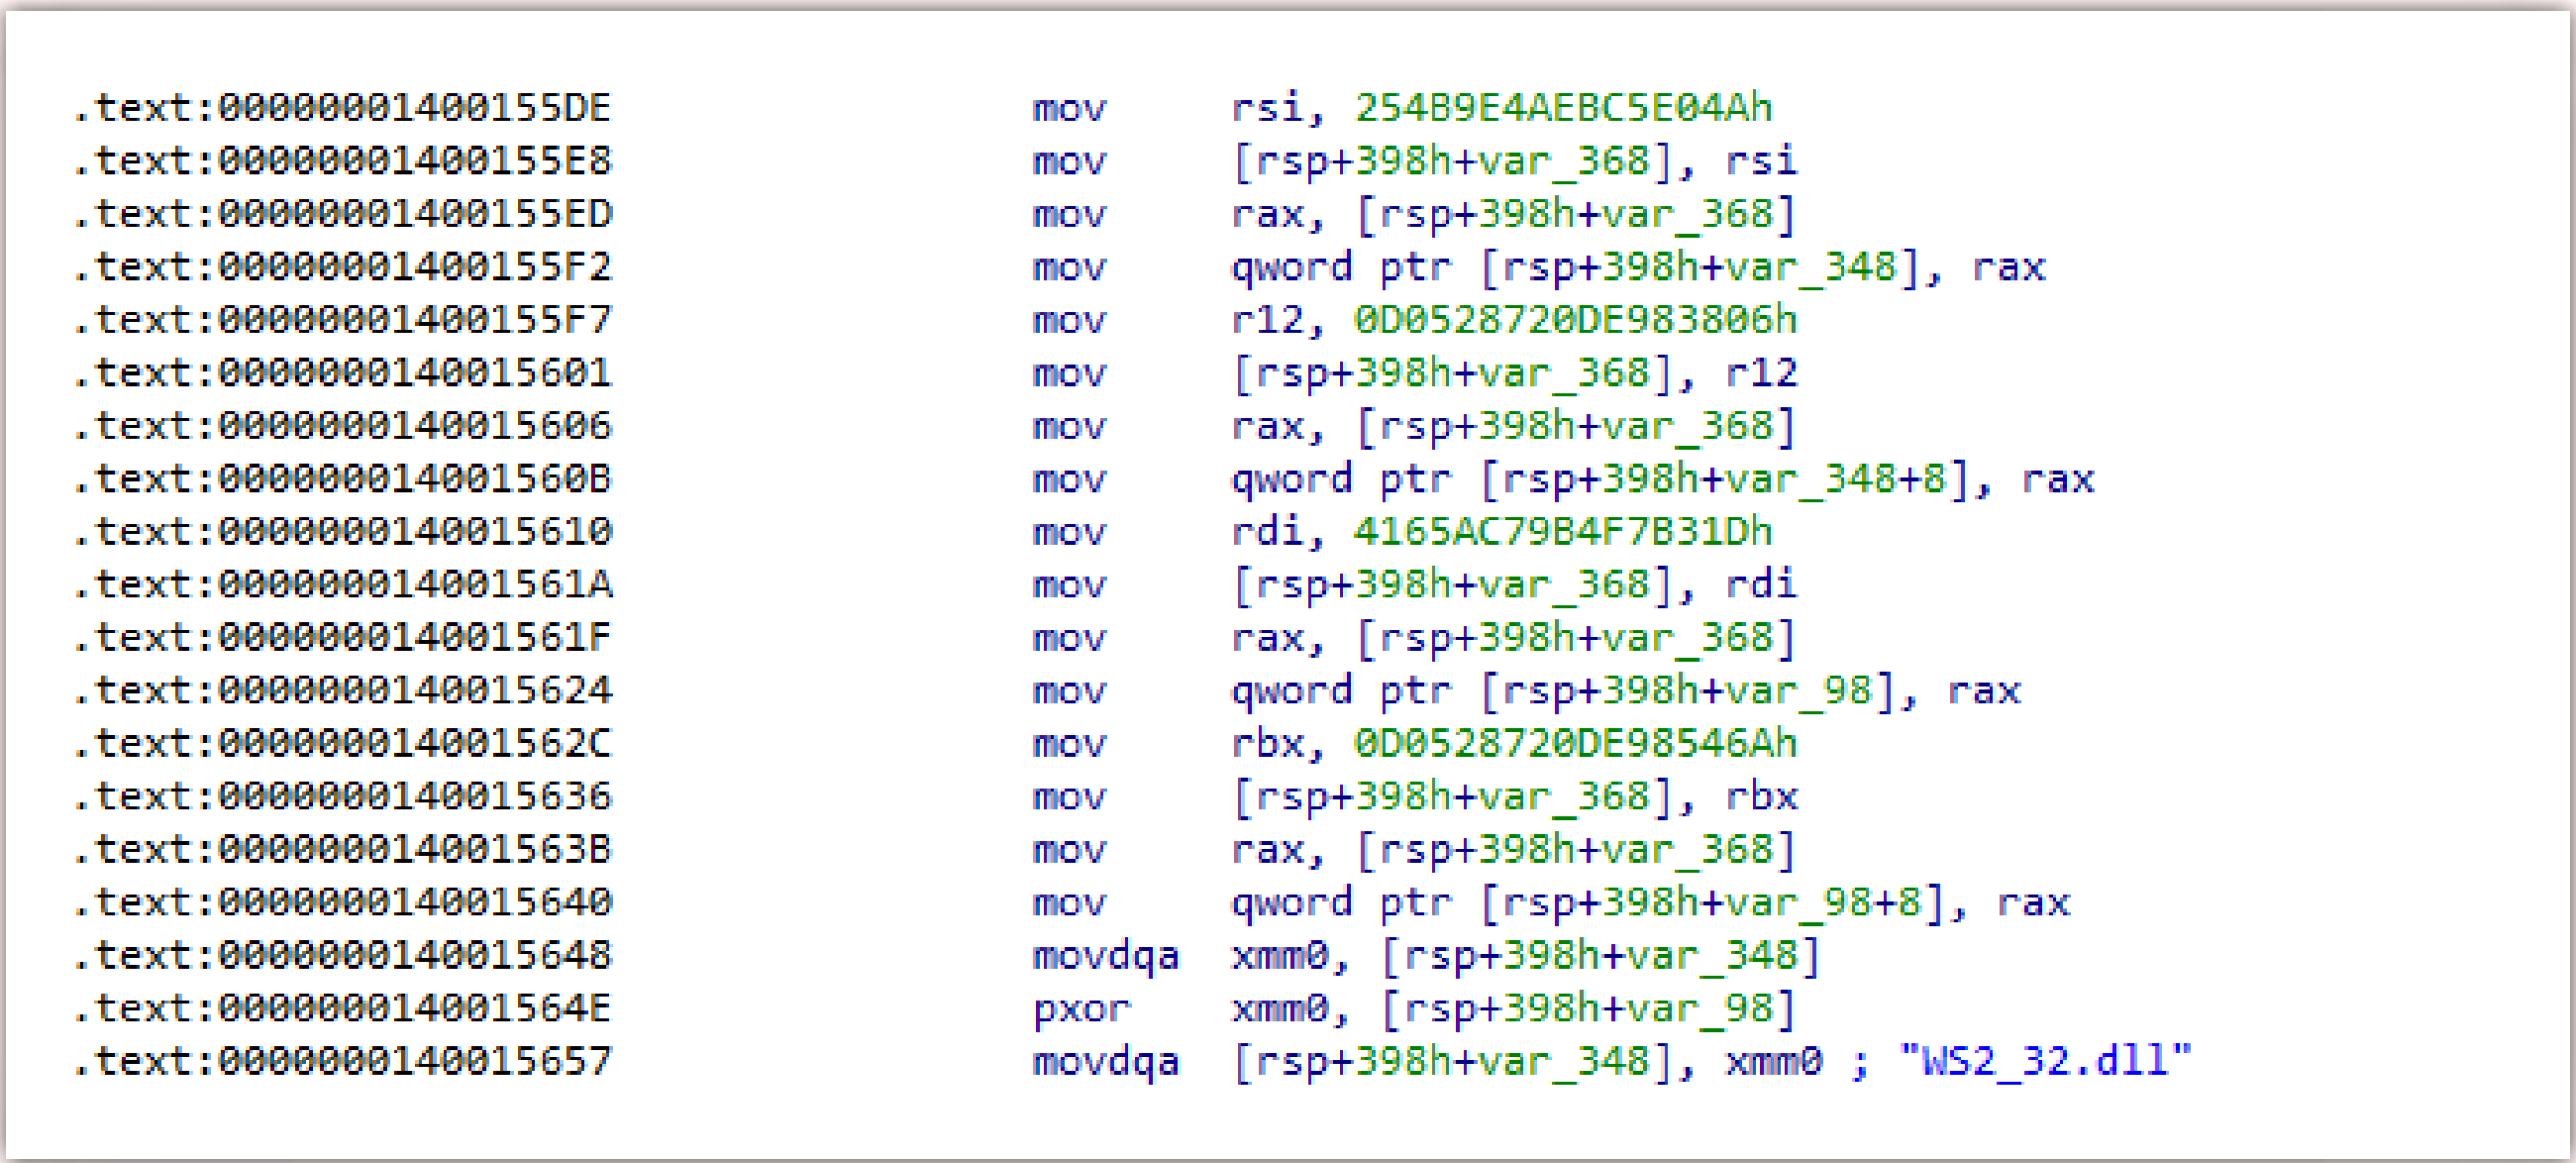 .text:00000001400155DE mov rsi, 254B9E4AEBC5E04Ah
.text:00000001400155E8 mov [rsp+398h+var_368], rsi
.text:00000001400155ED mov rax, [rsp+398h+var_368]
.text:00000001400155F2 mov qword ptr [rsp+398h+var_348], rax
.text:00000001400155F7 mov r12, 0D0528720DE983806h
.text:0000000140015601 mov [rsp+398h+var_368], r12
.text:0000000140015606 mov rax, [rsp+398h+var_368]
.text:000000014001560B mov qword ptr [rsp+398h+var_348+8], rax
.text:0000000140015610 mov rdi, 4165AC79B4F7B31Dh
.text:000000014001561A mov [rsp+398h+var_368], rdi
.text:000000014001561F mov rax, [rsp+398h+var_368]
.text:0000000140015624 mov qword ptr [rsp+398h+var_98], rax
.text:000000014001562C mov rbx, 0D0528720DE98546Ah
.text:0000000140015636 mov [rsp+398h+var_368], rbx
.text:000000014001563B mov rax, [rsp+398h+var_368]
.text:0000000140015640 mov qword ptr [rsp+398h+var_98+8], rax
.text:0000000140015648 movdqa xmm0, [rsp+398h+var_348]
.text:000000014001564E pxor xmm0, [rsp+398h+var_98]
.text:0000000140015657 movdqa [rsp+398h+var_348], xmm0 ; "WS2_32.dll"